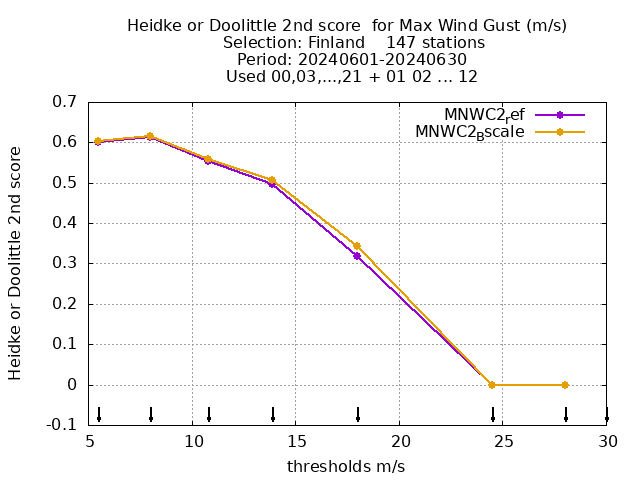 Heidke or Doolittle 2nd score  for Max Wind Gust (m/s)
Selection: Finland    147 stations
Period: 20240601-20240630
Used 00,03,...,21 + 01 02 ... 12
MNWC2ref
MNWC2Bscale
Heidke or Doolittle 2nd score
0.7
0.6
0.5
0.4
0.3
0.2
0.1
0
-0.1
5 10 15 20 25 30
thresholds m/s